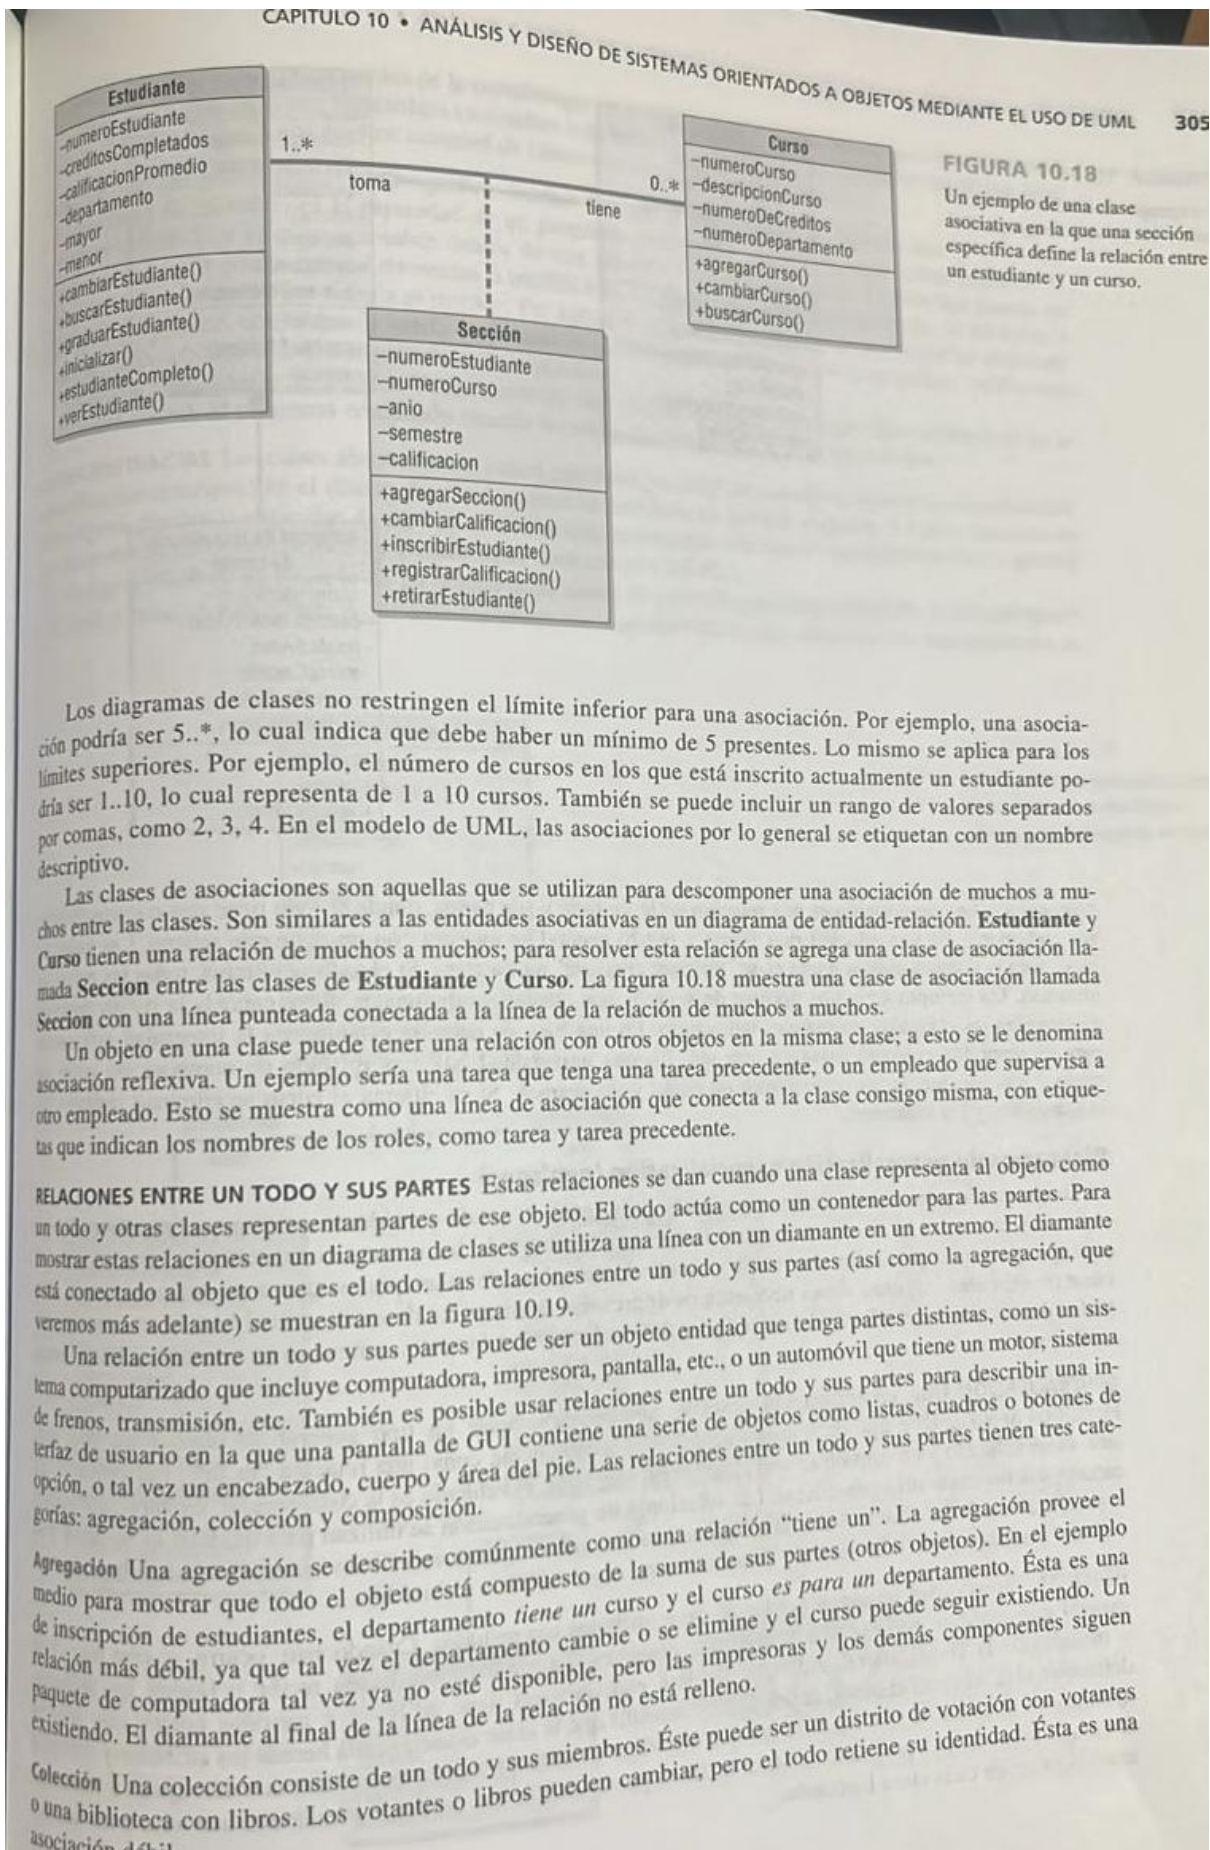 CAPÍTULO 10 • ANÁLISIS Y DISEÑO DE SISTEMAS ORIENTADOS A OBJETOS MEDIANTE EL USO DE UML 305
Estudiante
–numeroEstudiante
–creditosCompletados
–calificacionPromedio
–departamento
–mayor
–menor
+cambiarEstudiante()
+buscarEstudiante()
+graduarEstudiante()
+inicializar()
+estudianteCompleto()
+verEstudiante()
1..*
toma
tiene
0..*
Curso
–numeroCurso
–descripcionCurso
–numeroDeCreditos
–numeroDepartamento
+agregarCurso()
+cambiarCurso()
+buscarCurso()
Sección
–numeroEstudiante
–numeroCurso
–anio
–semestre
–calificacion
+agregarSeccion()
+cambiarCalificacion()
+inscribirEstudiante()
+registrarCalificacion()
+retirarEstudiante()
FIGURA 10.18
Un ejemplo de una clase
asociativa en la que una sección
específica define la relación entre
un estudiante y un curso.
Los diagramas de clases no restringen el límite inferior para una asociación. Por ejemplo, una asocia-
ción podría ser 5..*, lo cual indica que debe haber un mínimo de 5 presentes. Lo mismo se aplica para los
límites superiores. Por ejemplo, el número de cursos en los que está inscrito actualmente un estudiante po-
dría ser 1..10, lo cual representa de 1 a 10 cursos. También se puede incluir un rango de valores separados
por comas, como 2, 3, 4. En el modelo de UML, las asociaciones por lo general se etiquetan con un nombre
descriptivo.
Las clases de asociaciones son aquellas que se utilizan para descomponer una asociación de muchos a mu-
chos entre las clases. Son similares a las entidades asociativas en un diagrama de entidad-relación. Estudiante y
Curso tienen una relación de muchos a muchos; para resolver esta relación se agrega una clase de asociación lla-
mada Seccion entre las clases de Estudiante y Curso. La figura 10.18 muestra una clase de asociación llamada
Seccion con una línea punteada conectada a la línea de la relación de muchos a muchos.
Un objeto en una clase puede tener una relación con otros objetos en la misma clase; a esto se le denomina
asociación reflexiva. Un ejemplo sería una tarea que tenga una tarea precedente, o un empleado que supervisa a
otro empleado. Esto se muestra como una línea de asociación que conecta a la clase consigo misma, con etique-
tas que indican los nombres de los roles, como tarea y tarea precedente.
RELACIONES ENTRE UN TODO Y SUS PARTES Estas relaciones se dan cuando una clase representa al objeto como
un todo y otras clases representan partes de ese objeto. El todo actúa como un contenedor para las partes. Para
mostrar estas relaciones en un diagrama de clases se utiliza una línea con un diamante en un extremo. El diamante
está conectado al objeto que es el todo. Las relaciones entre un todo y sus partes (así como la agregación, que
veremos más adelante) se muestran en la figura 10.19.
Una relación entre un todo y sus partes puede ser un objeto entidad que tenga partes distintas, como un sis-
tema computarizado que incluye computadora, impresora, pantalla, etc., o un automóvil que tiene un motor, sistema
de frenos, transmisión, etc. También es posible usar relaciones entre un todo y sus partes para describir una in-
terfaz de usuario en la que una pantalla de GUI contiene una serie de objetos como listas, cuadros o botones de
opción, o tal vez un encabezado, cuerpo y área del pie. Las relaciones entre un todo y sus partes tienen tres cate-
gorías: agregación, colección y composición.
Agregación Una agregación se describe comúnmente como una relación “tiene un”. La agregación provee el
medio para mostrar que todo el objeto está compuesto de la suma de sus partes (otros objetos). En el ejemplo
de inscripción de estudiantes, el departamento tiene un curso y el curso es para un departamento. Ésta es una
relación más débil, ya que tal vez el departamento cambie o se elimine y el curso puede seguir existiendo. Un
paquete de computadora tal vez ya no esté disponible, pero las impresoras y los demás componentes siguen
existiendo. El diamante al final de la línea de la relación no está relleno.
Colección Una colección consiste de un todo y sus miembros. Éste puede ser un distrito de votación con votantes
o una biblioteca con libros. Los votantes o libros pueden cambiar, pero el todo retiene su identidad. Ésta es una
asociación